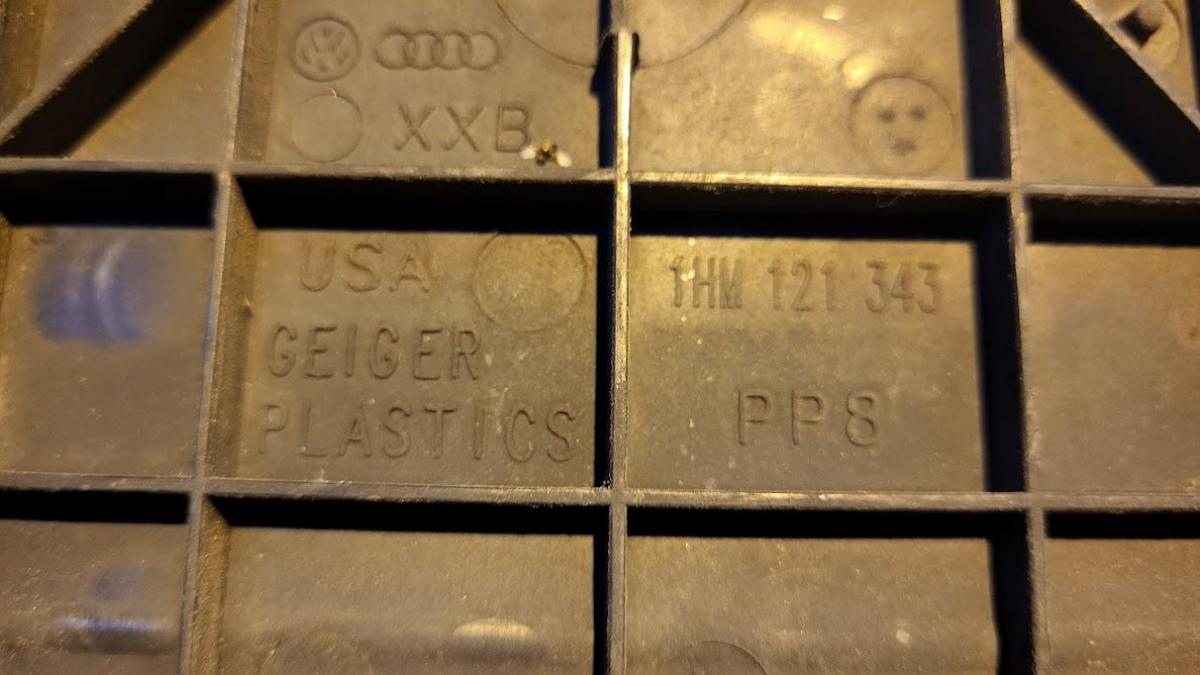 XXB
USA
GEIGER
PLASTICS
1HM 121 343
PP8